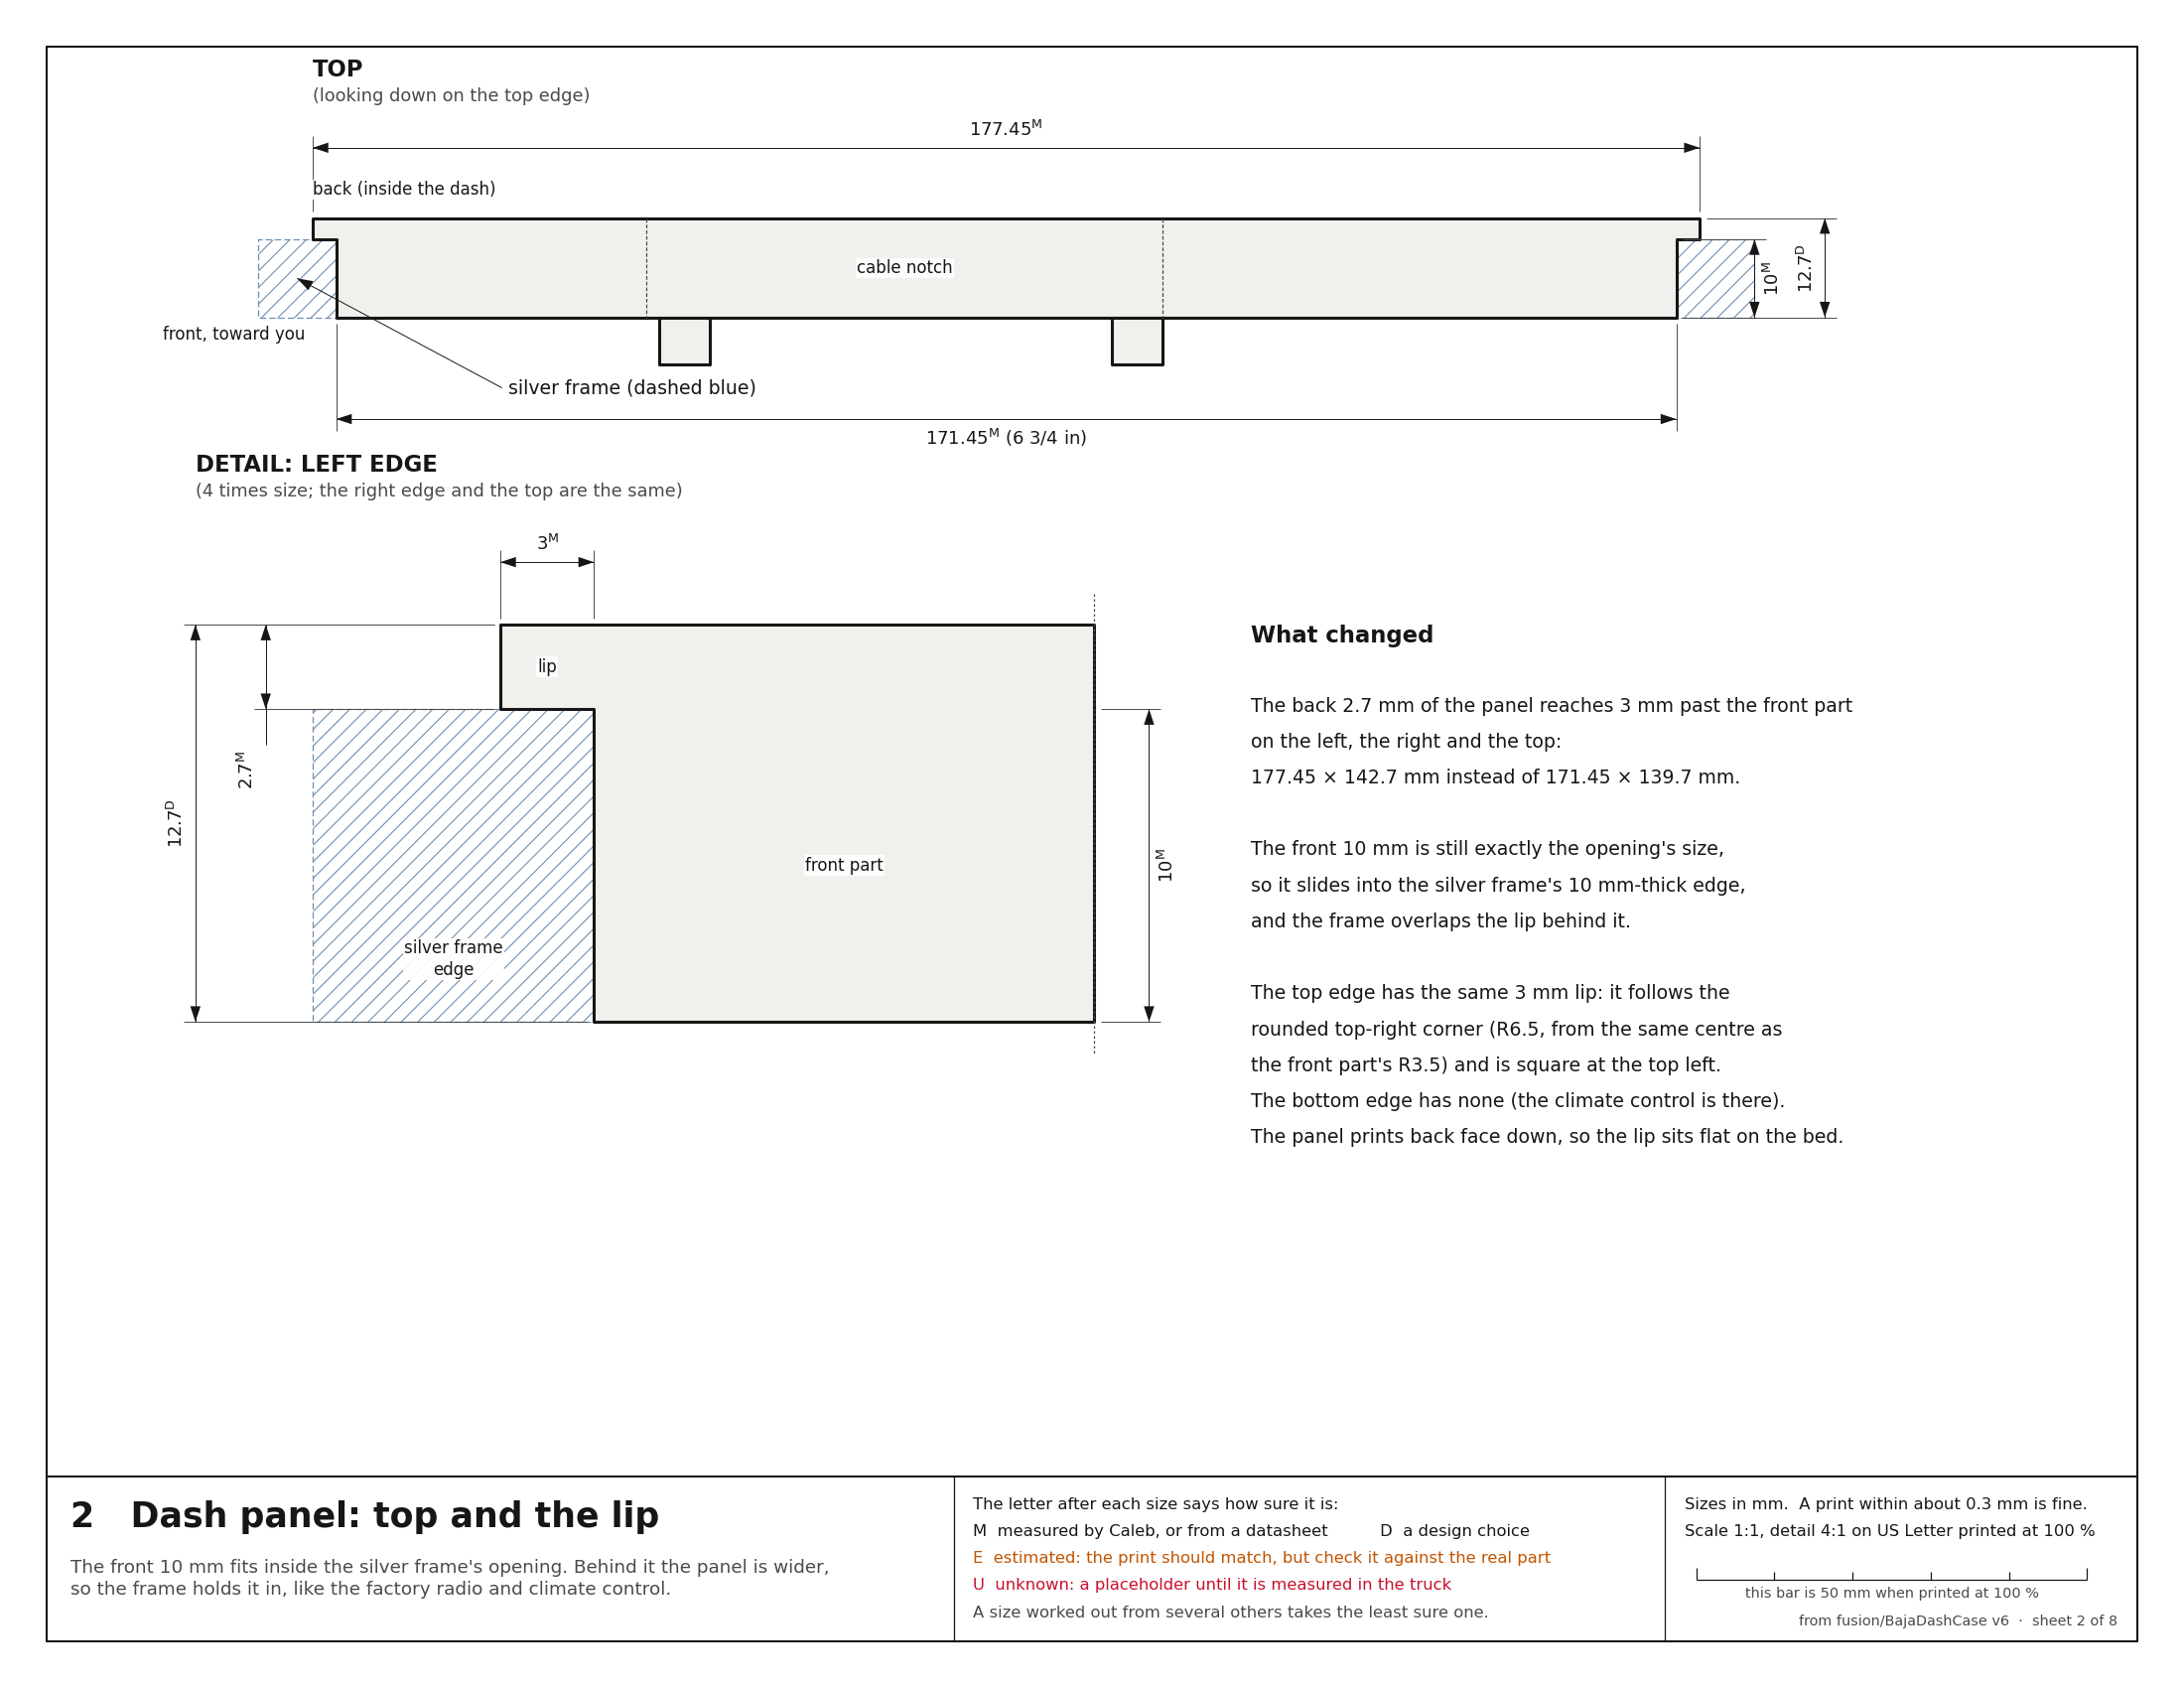 TOP
(looking down on the top edge)
177.45ᴹ
back (inside the dash)
cable notch
10ᴹ
12.7ᴰ
front, toward you
silver frame (dashed blue)
171.45ᴹ (6 3/4 in)
DETAIL: LEFT EDGE
(4 times size; the right edge and the top are the same)
3ᴹ
lip
2.7ᴹ
12.7ᴰ
front part
10ᴹ
silver frame
edge
What changed
The back 2.7 mm of the panel reaches 3 mm past the front part
on the left, the right and the top:
177.45 × 142.7 mm instead of 171.45 × 139.7 mm.
The front 10 mm is still exactly the opening's size,
so it slides into the silver frame's 10 mm-thick edge,
and the frame overlaps the lip behind it.
The top edge has the same 3 mm lip: it follows the
rounded top-right corner (R6.5, from the same centre as
the front part's R3.5) and is square at the top left.
The bottom edge has none (the climate control is there).
The panel prints back face down, so the lip sits flat on the bed.
2 Dash panel: top and the lip
The front 10 mm fits inside the silver frame's opening. Behind it the panel is wider,
so the frame holds it in, like the factory radio and climate control.
The letter after each size says how sure it is:
M measured by Caleb, or from a datasheet D a design choice
E estimated: the print should match, but check it against the real part
U unknown: a placeholder until it is measured in the truck
A size worked out from several others takes the least sure one.
Sizes in mm. A print within about 0.3 mm is fine.
Scale 1:1, detail 4:1 on US Letter printed at 100 %
this bar is 50 mm when printed at 100 %
from fusion/BajaDashCase v6 · sheet 2 of 8